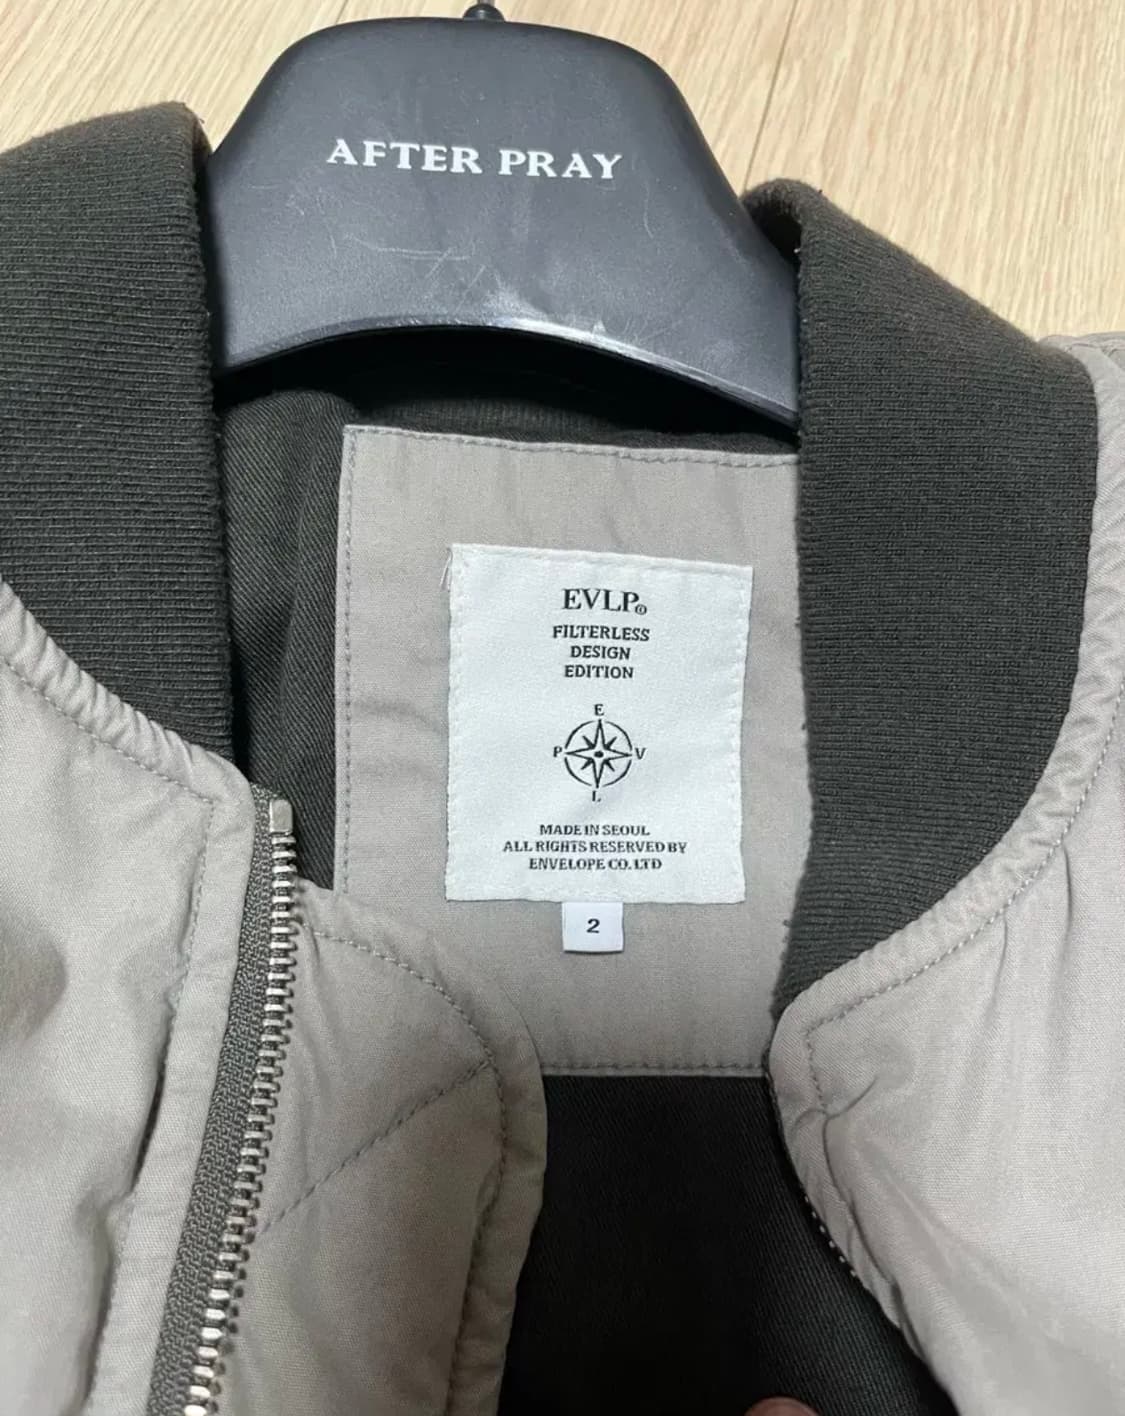 AFTER PRAY
EVLP®
FILTERLESS
DESIGN
EDITION
E
P V
L
MADE IN SEOUL
ALL RIGHTS RESERVED BY
ENVELOPE CO. LTD
2